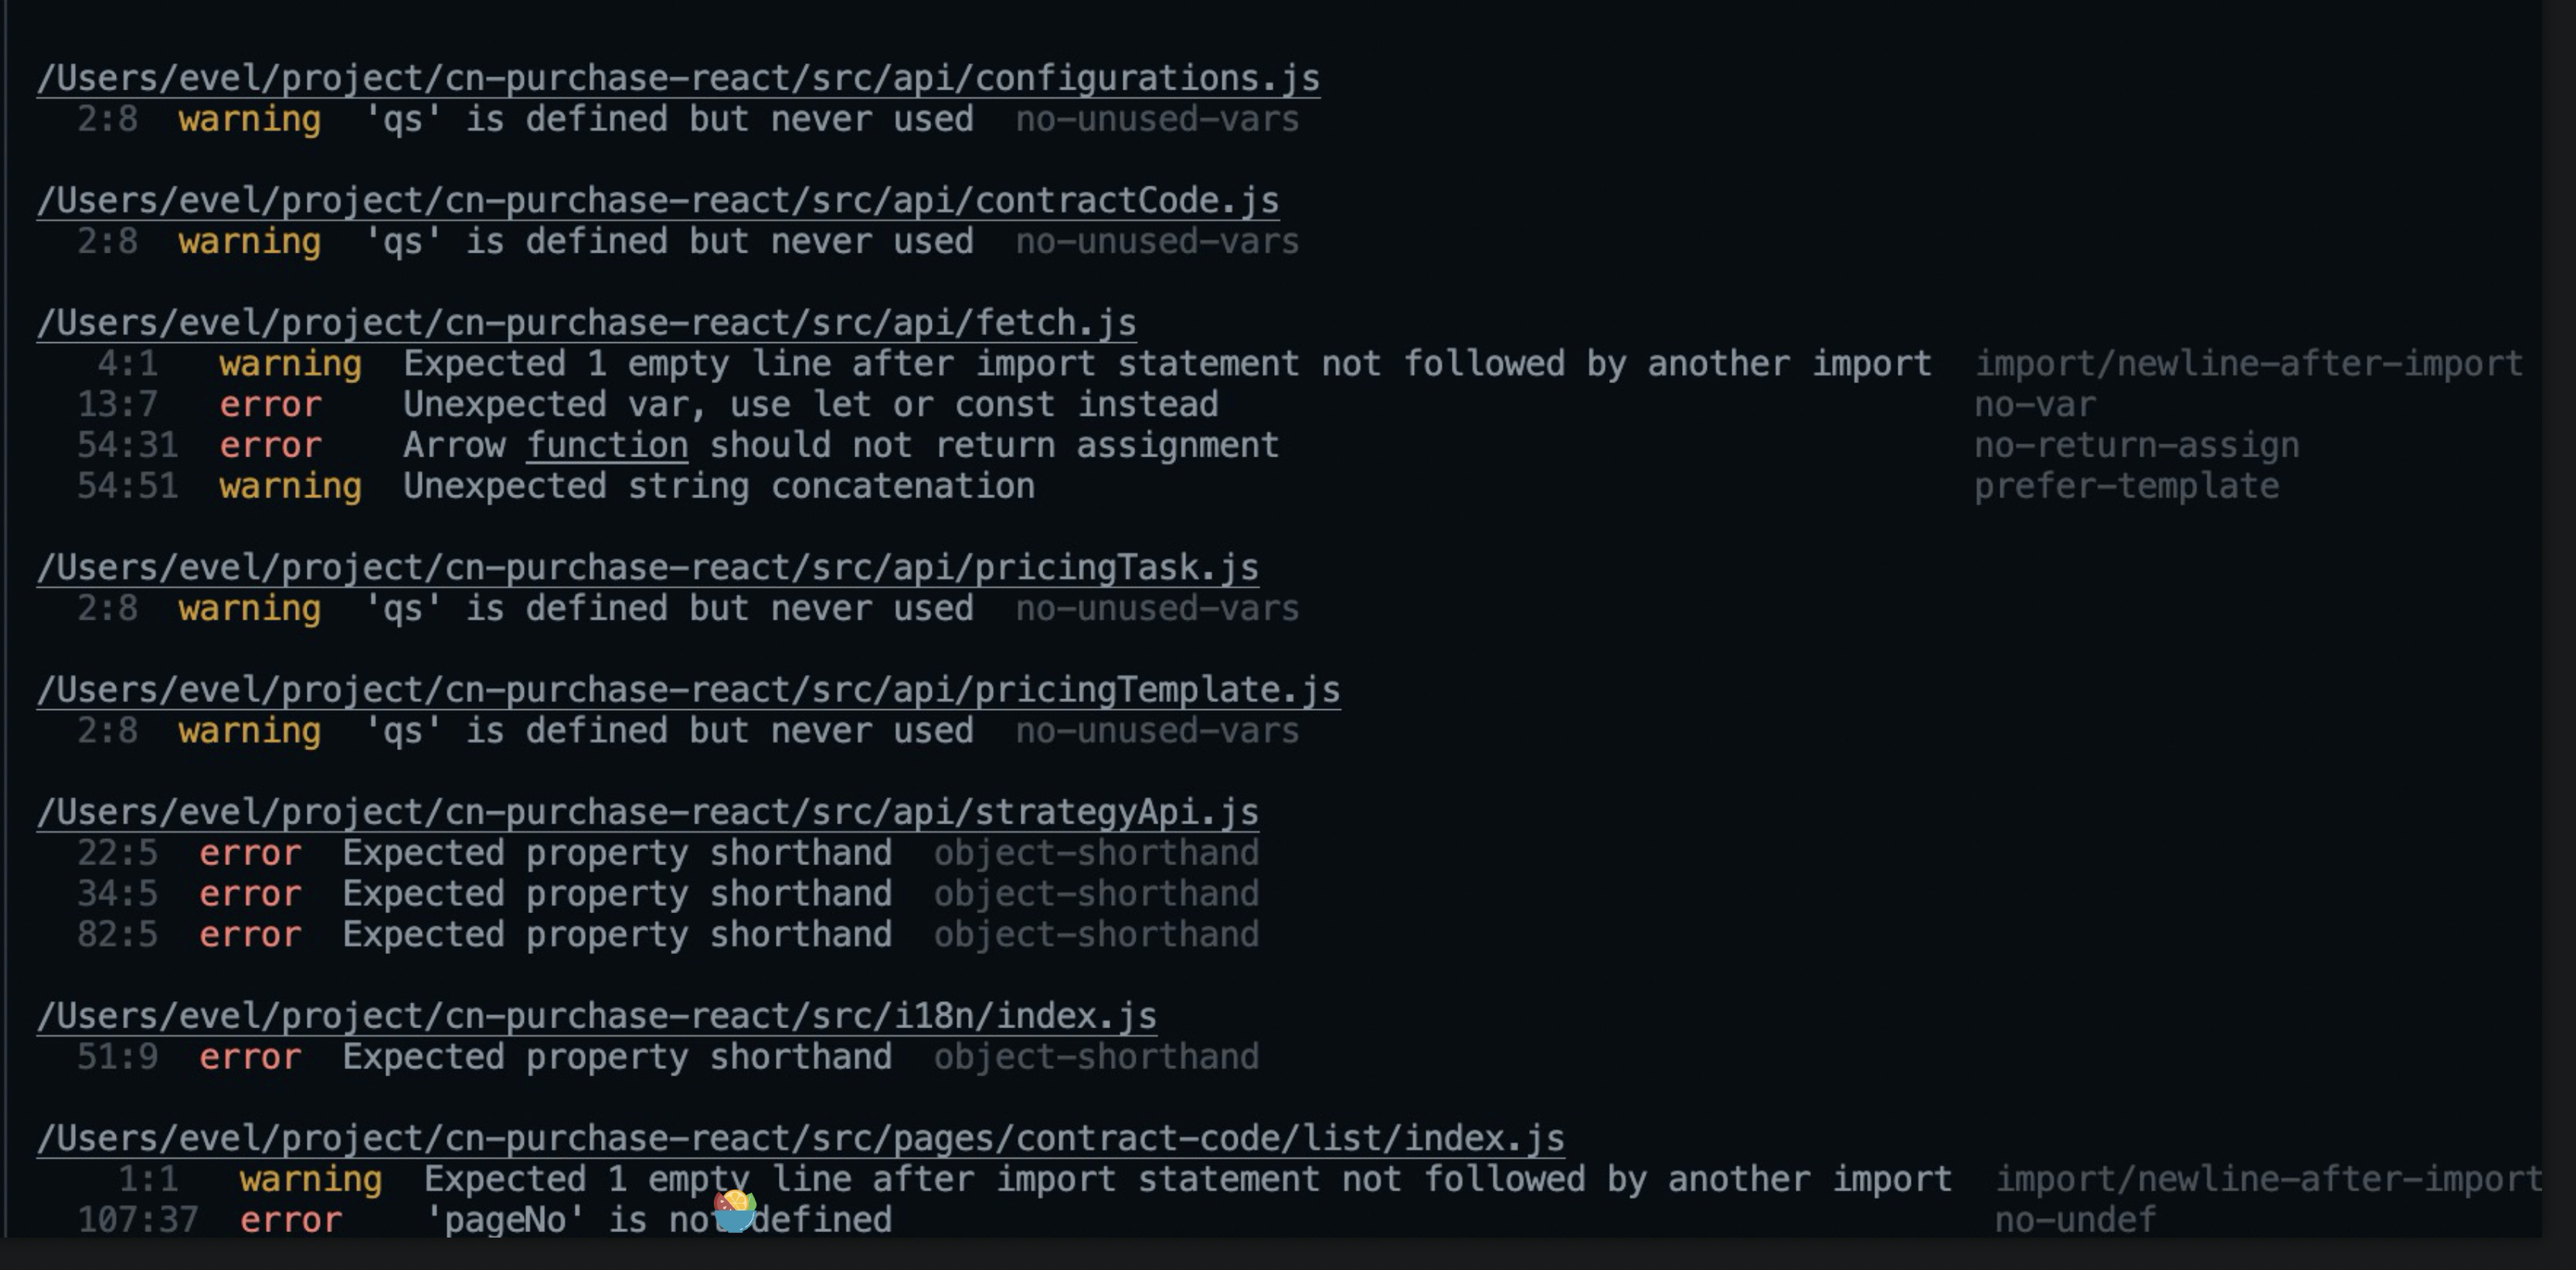 /Users/evel/project/cn-purchase-react/src/api/configurations.js
2:8 warning 'qs' is defined but never used no-unused-vars
/Users/evel/project/cn-purchase-react/src/api/contractCode.js
2:8 warning 'qs' is defined but never used no-unused-vars
/Users/evel/project/cn-purchase-react/src/api/fetch.js
4:1 warning Expected 1 empty line after import statement not followed by another import import/newline-after-import
13:7 error Unexpected var, use let or const instead no-var
54:31 error Arrow function should not return assignment no-return-assign
54:51 warning Unexpected string concatenation prefer-template
/Users/evel/project/cn-purchase-react/src/api/pricingTask.js
2:8 warning 'qs' is defined but never used no-unused-vars
/Users/evel/project/cn-purchase-react/src/api/pricingTemplate.js
2:8 warning 'qs' is defined but never used no-unused-vars
/Users/evel/project/cn-purchase-react/src/api/strategyApi.js
22:5 error Expected property shorthand object-shorthand
34:5 error Expected property shorthand object-shorthand
82:5 error Expected property shorthand object-shorthand
/Users/evel/project/cn-purchase-react/src/i18n/index.js
51:9 error Expected property shorthand object-shorthand
/Users/evel/project/cn-purchase-react/src/pages/contract-code/list/index.js
1:1 warning Expected 1 empty line after import statement not followed by another import import/newline-after-import
107:37 error 'pageNo' is not defined no-undef